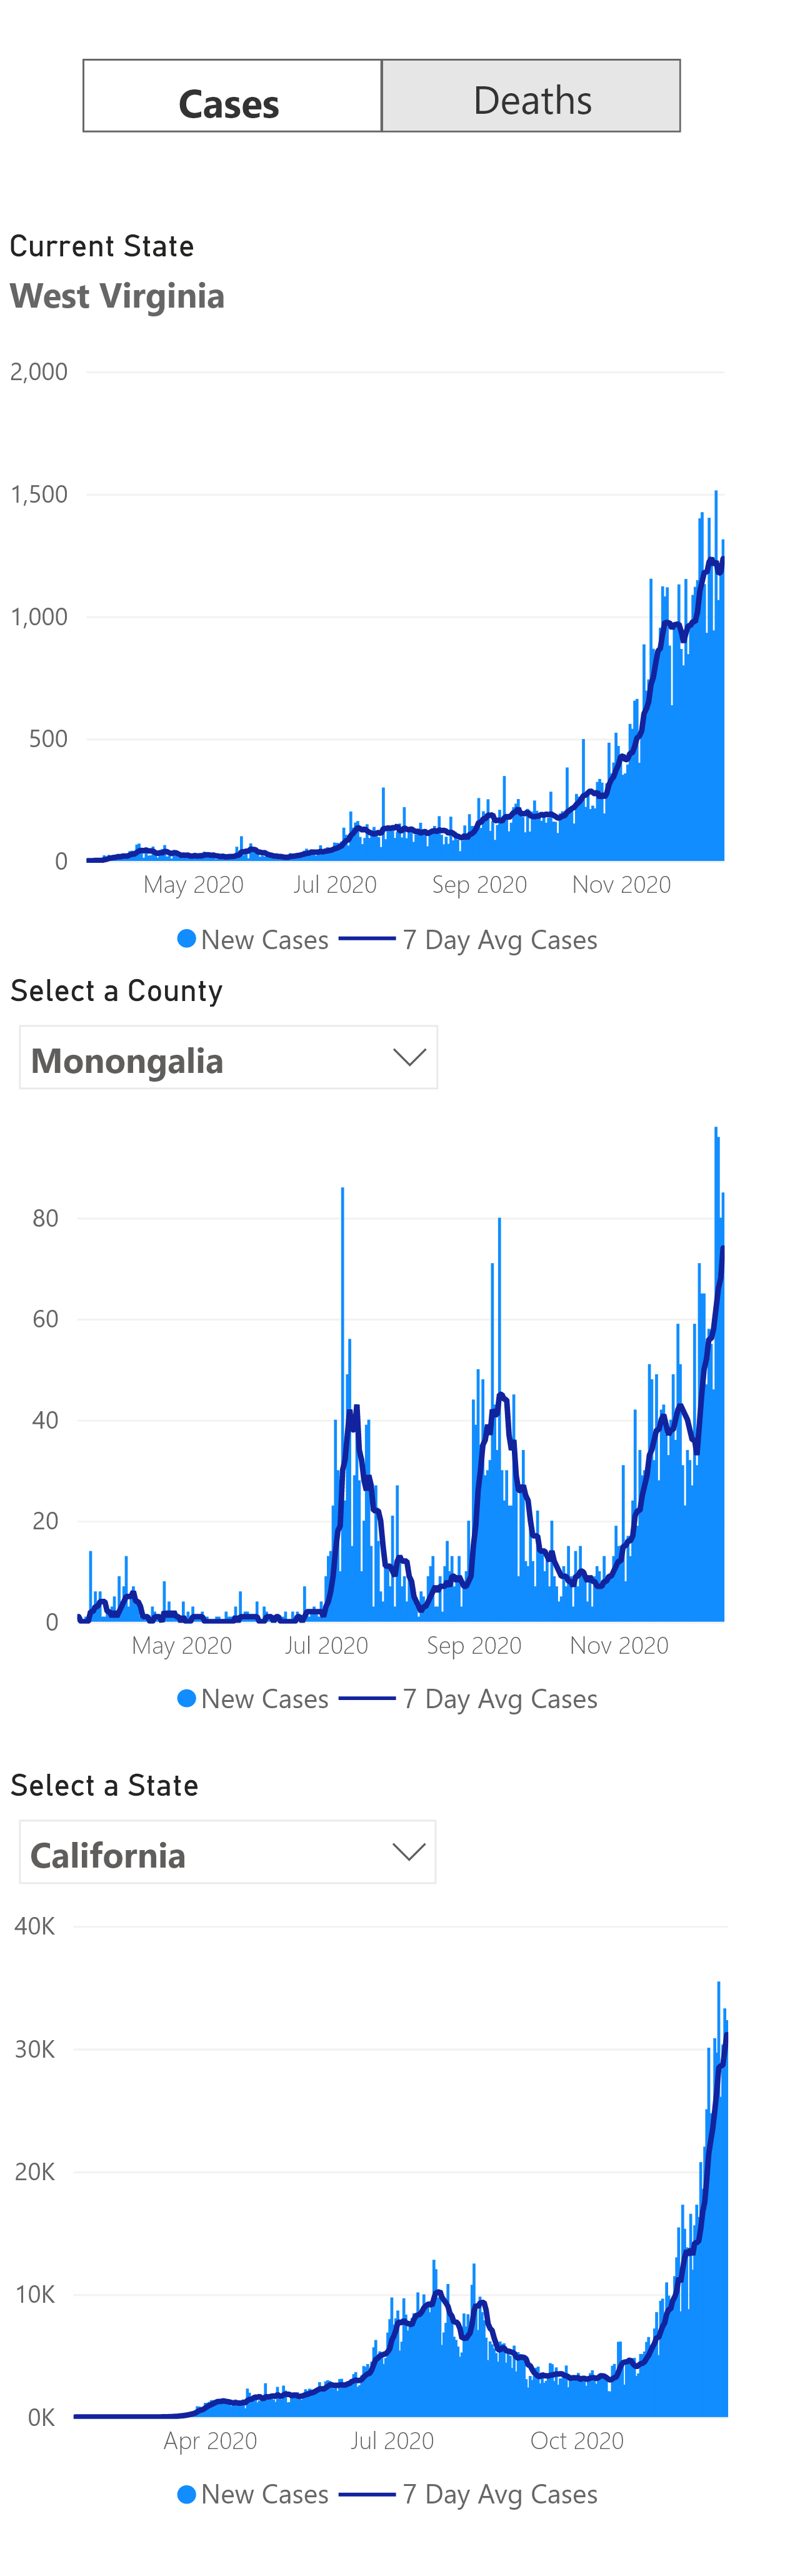 Cases Deaths
Current State
West Virginia
2,000
1,500
1,000
500
0
May 2020 Jul 2020 Sep 2020 Nov 2020
New Cases 7 Day Avg Cases
Select a County
Monongalia
80
60
40
20
0
May 2020 Jul 2020 Sep 2020 Nov 2020
New Cases 7 Day Avg Cases
Select a State
California
40K
30K
20K
10K
0K
Apr 2020 Jul 2020 Oct 2020
New Cases 7 Day Avg Cases